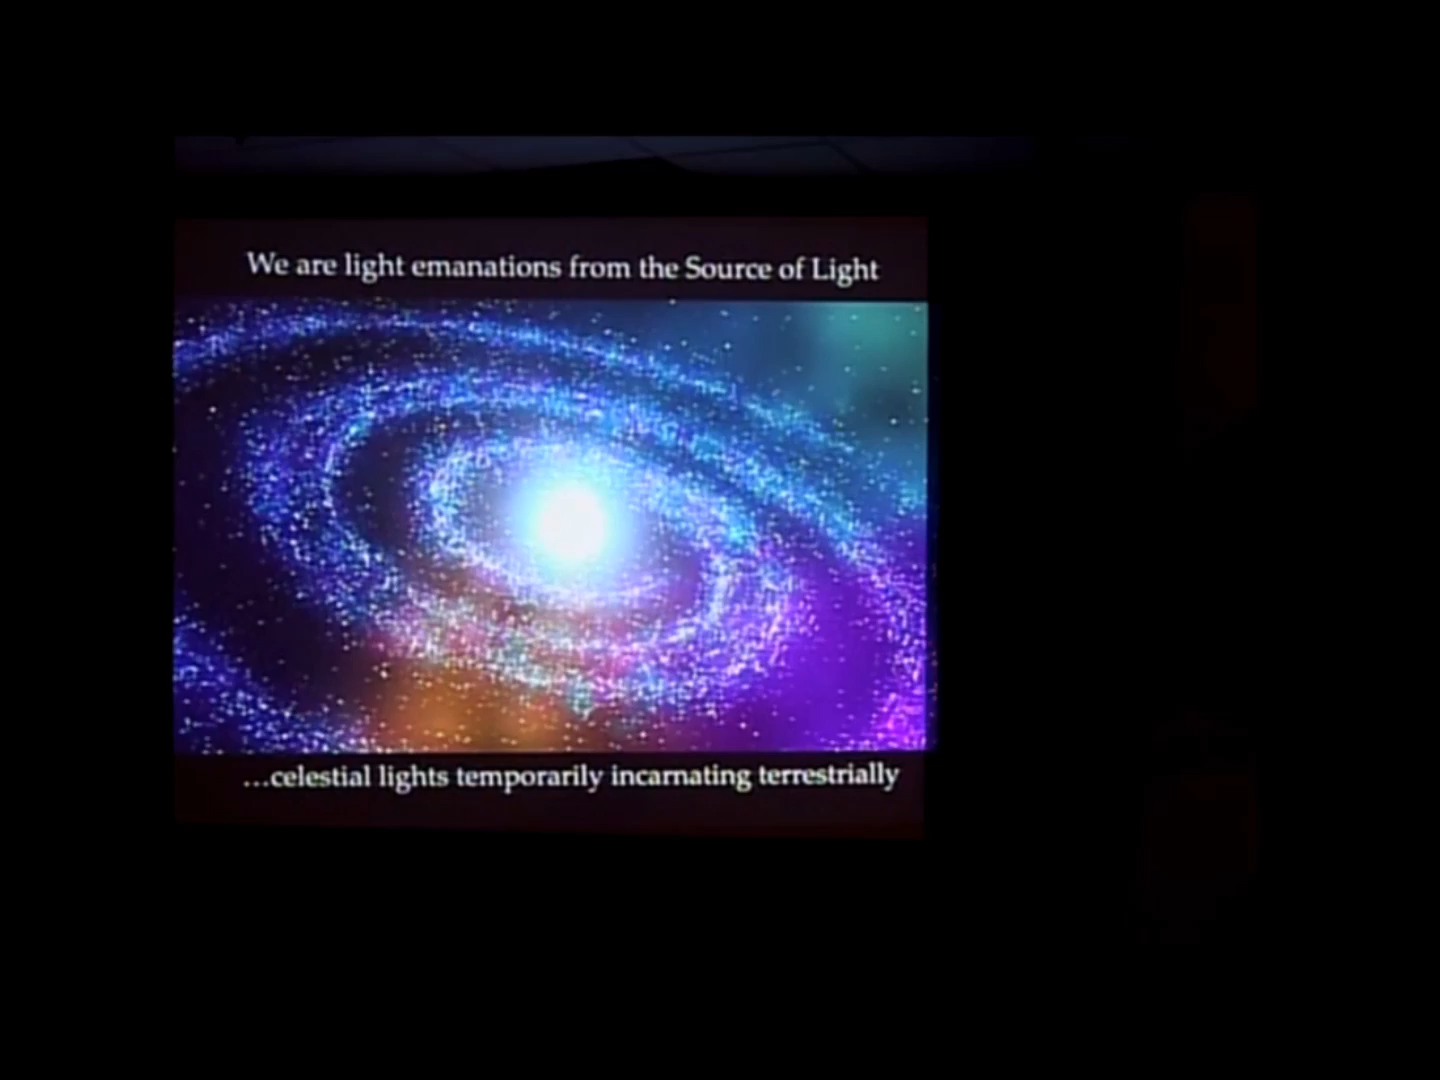 We are light emanations from the Source of Light
...celestial lights temporarily incarnating terrestrially